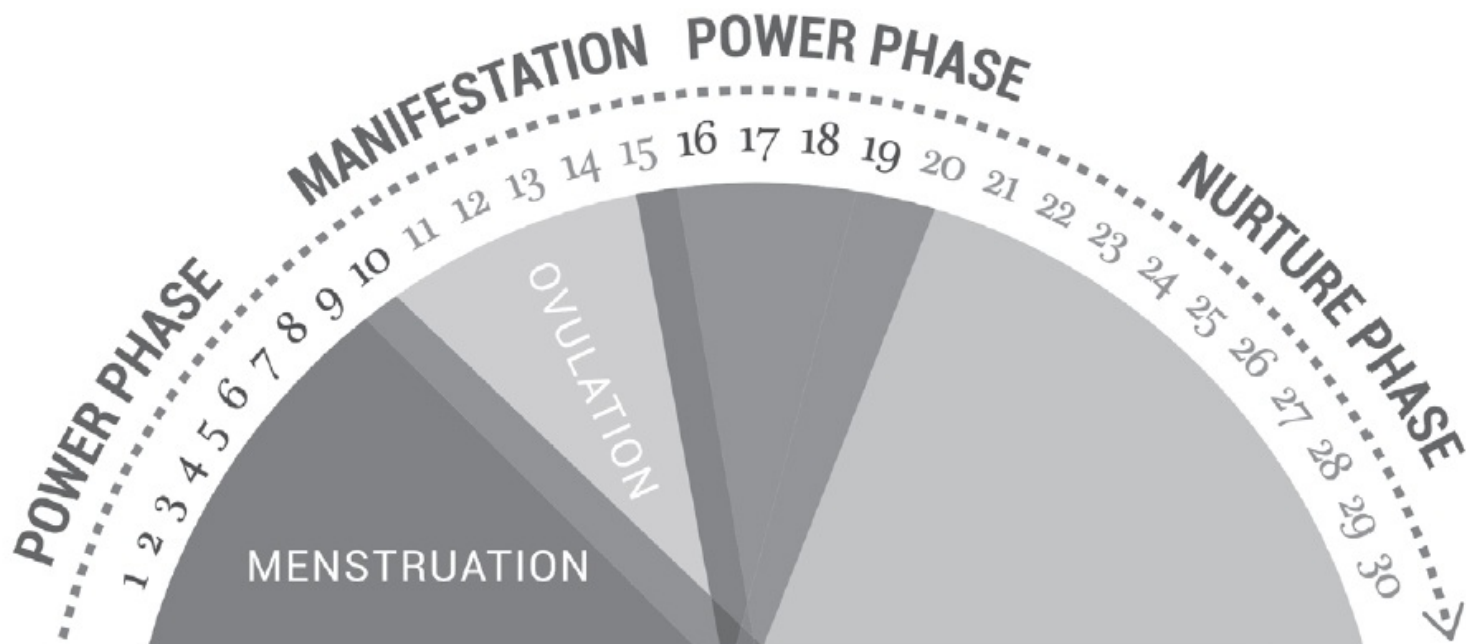 POWER PHASE
MANIFESTATION
POWER PHASE
NURTURE PHASE
1 2 3 4 5 6 7 8 9 10 11 12 13 14 15 16 17 18 19 20 21 22 23 24 25 26 27 28 29 30
OVULATION
MENSTRUATION